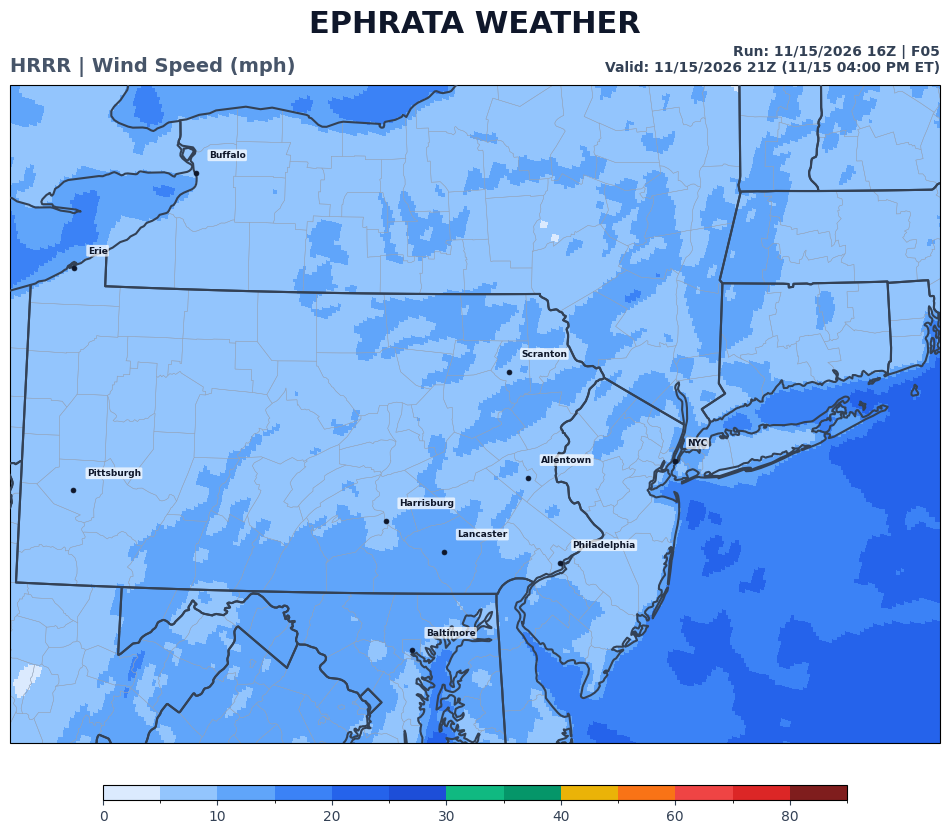 EPHRATA WEATHER
HRRR | Wind Speed (mph)
Run: 11/15/2026 16Z | F05
Valid: 11/15/2026 21Z (11/15 04:00 PM ET)
Buffalo
Erie
Scranton
NYC
Allentown
Pittsburgh
Harrisburg
Lancaster
Philadelphia
Baltimore
0 10 20 30 40 50 60 70 80